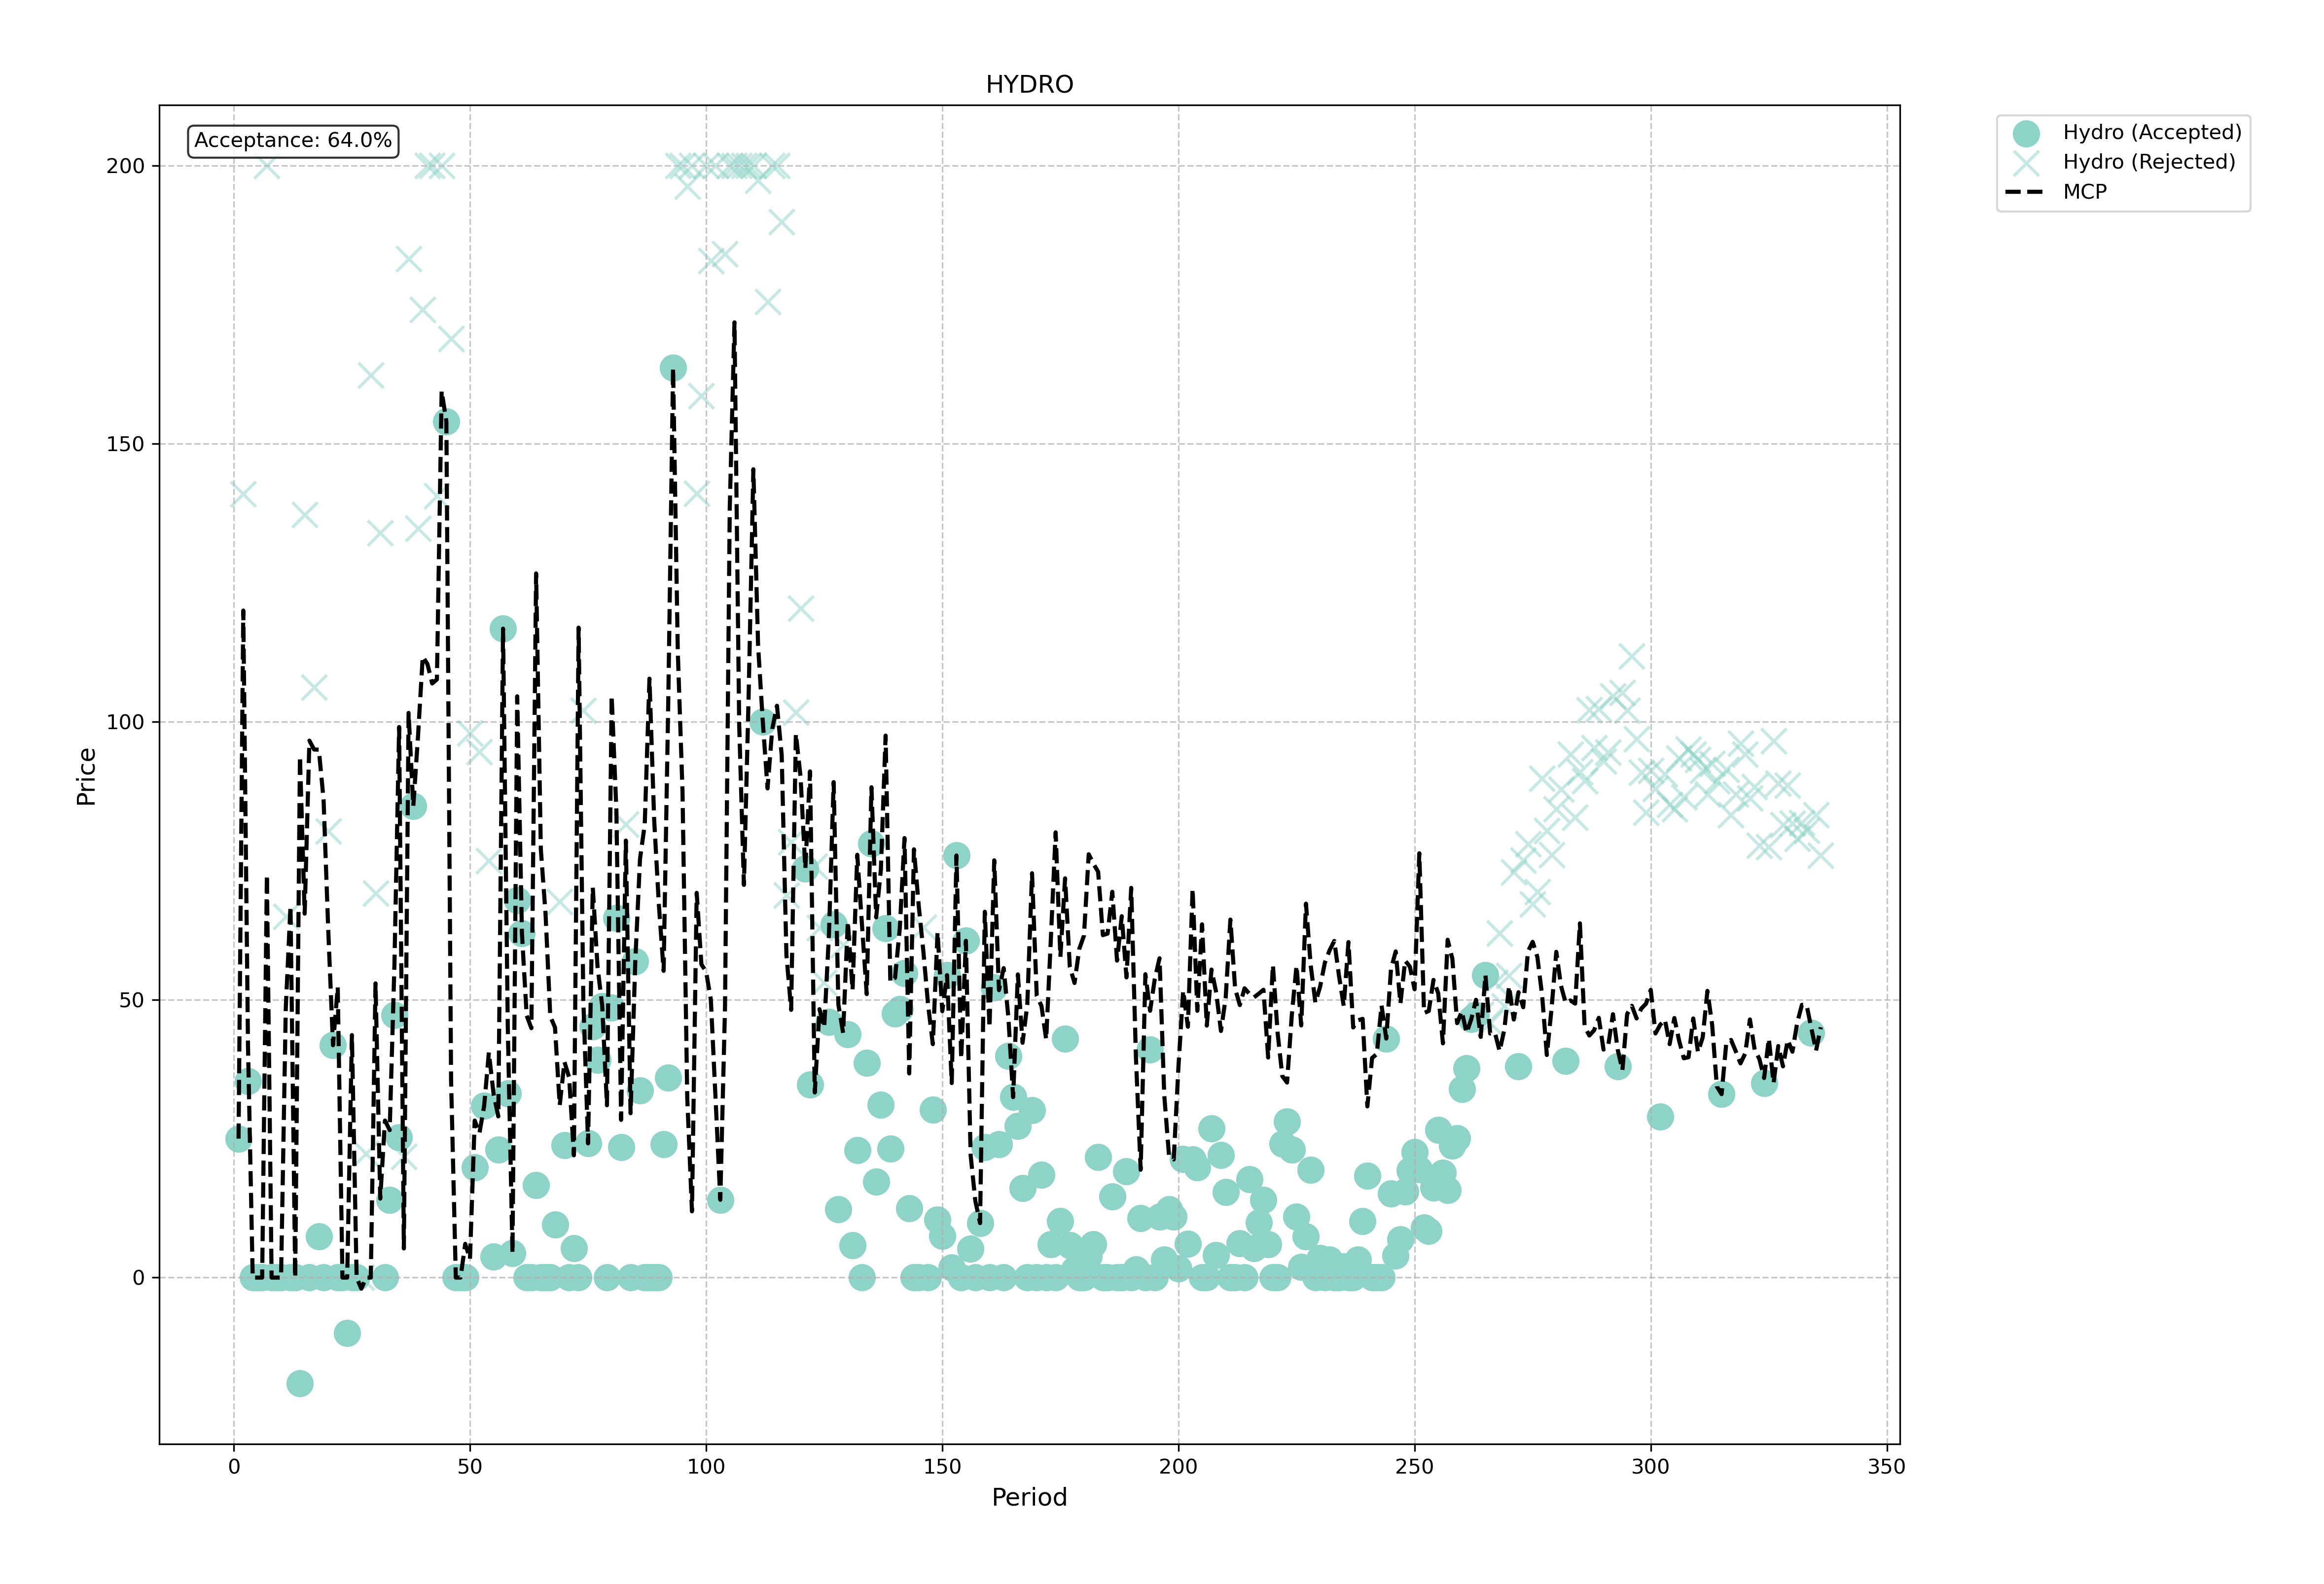 HYDRO
Acceptance: 64.0%
Hydro (Accepted)
Hydro (Rejected)
MCP
200
150
100
50
0
Price
0
50
100
150
200
250
300
350
Period